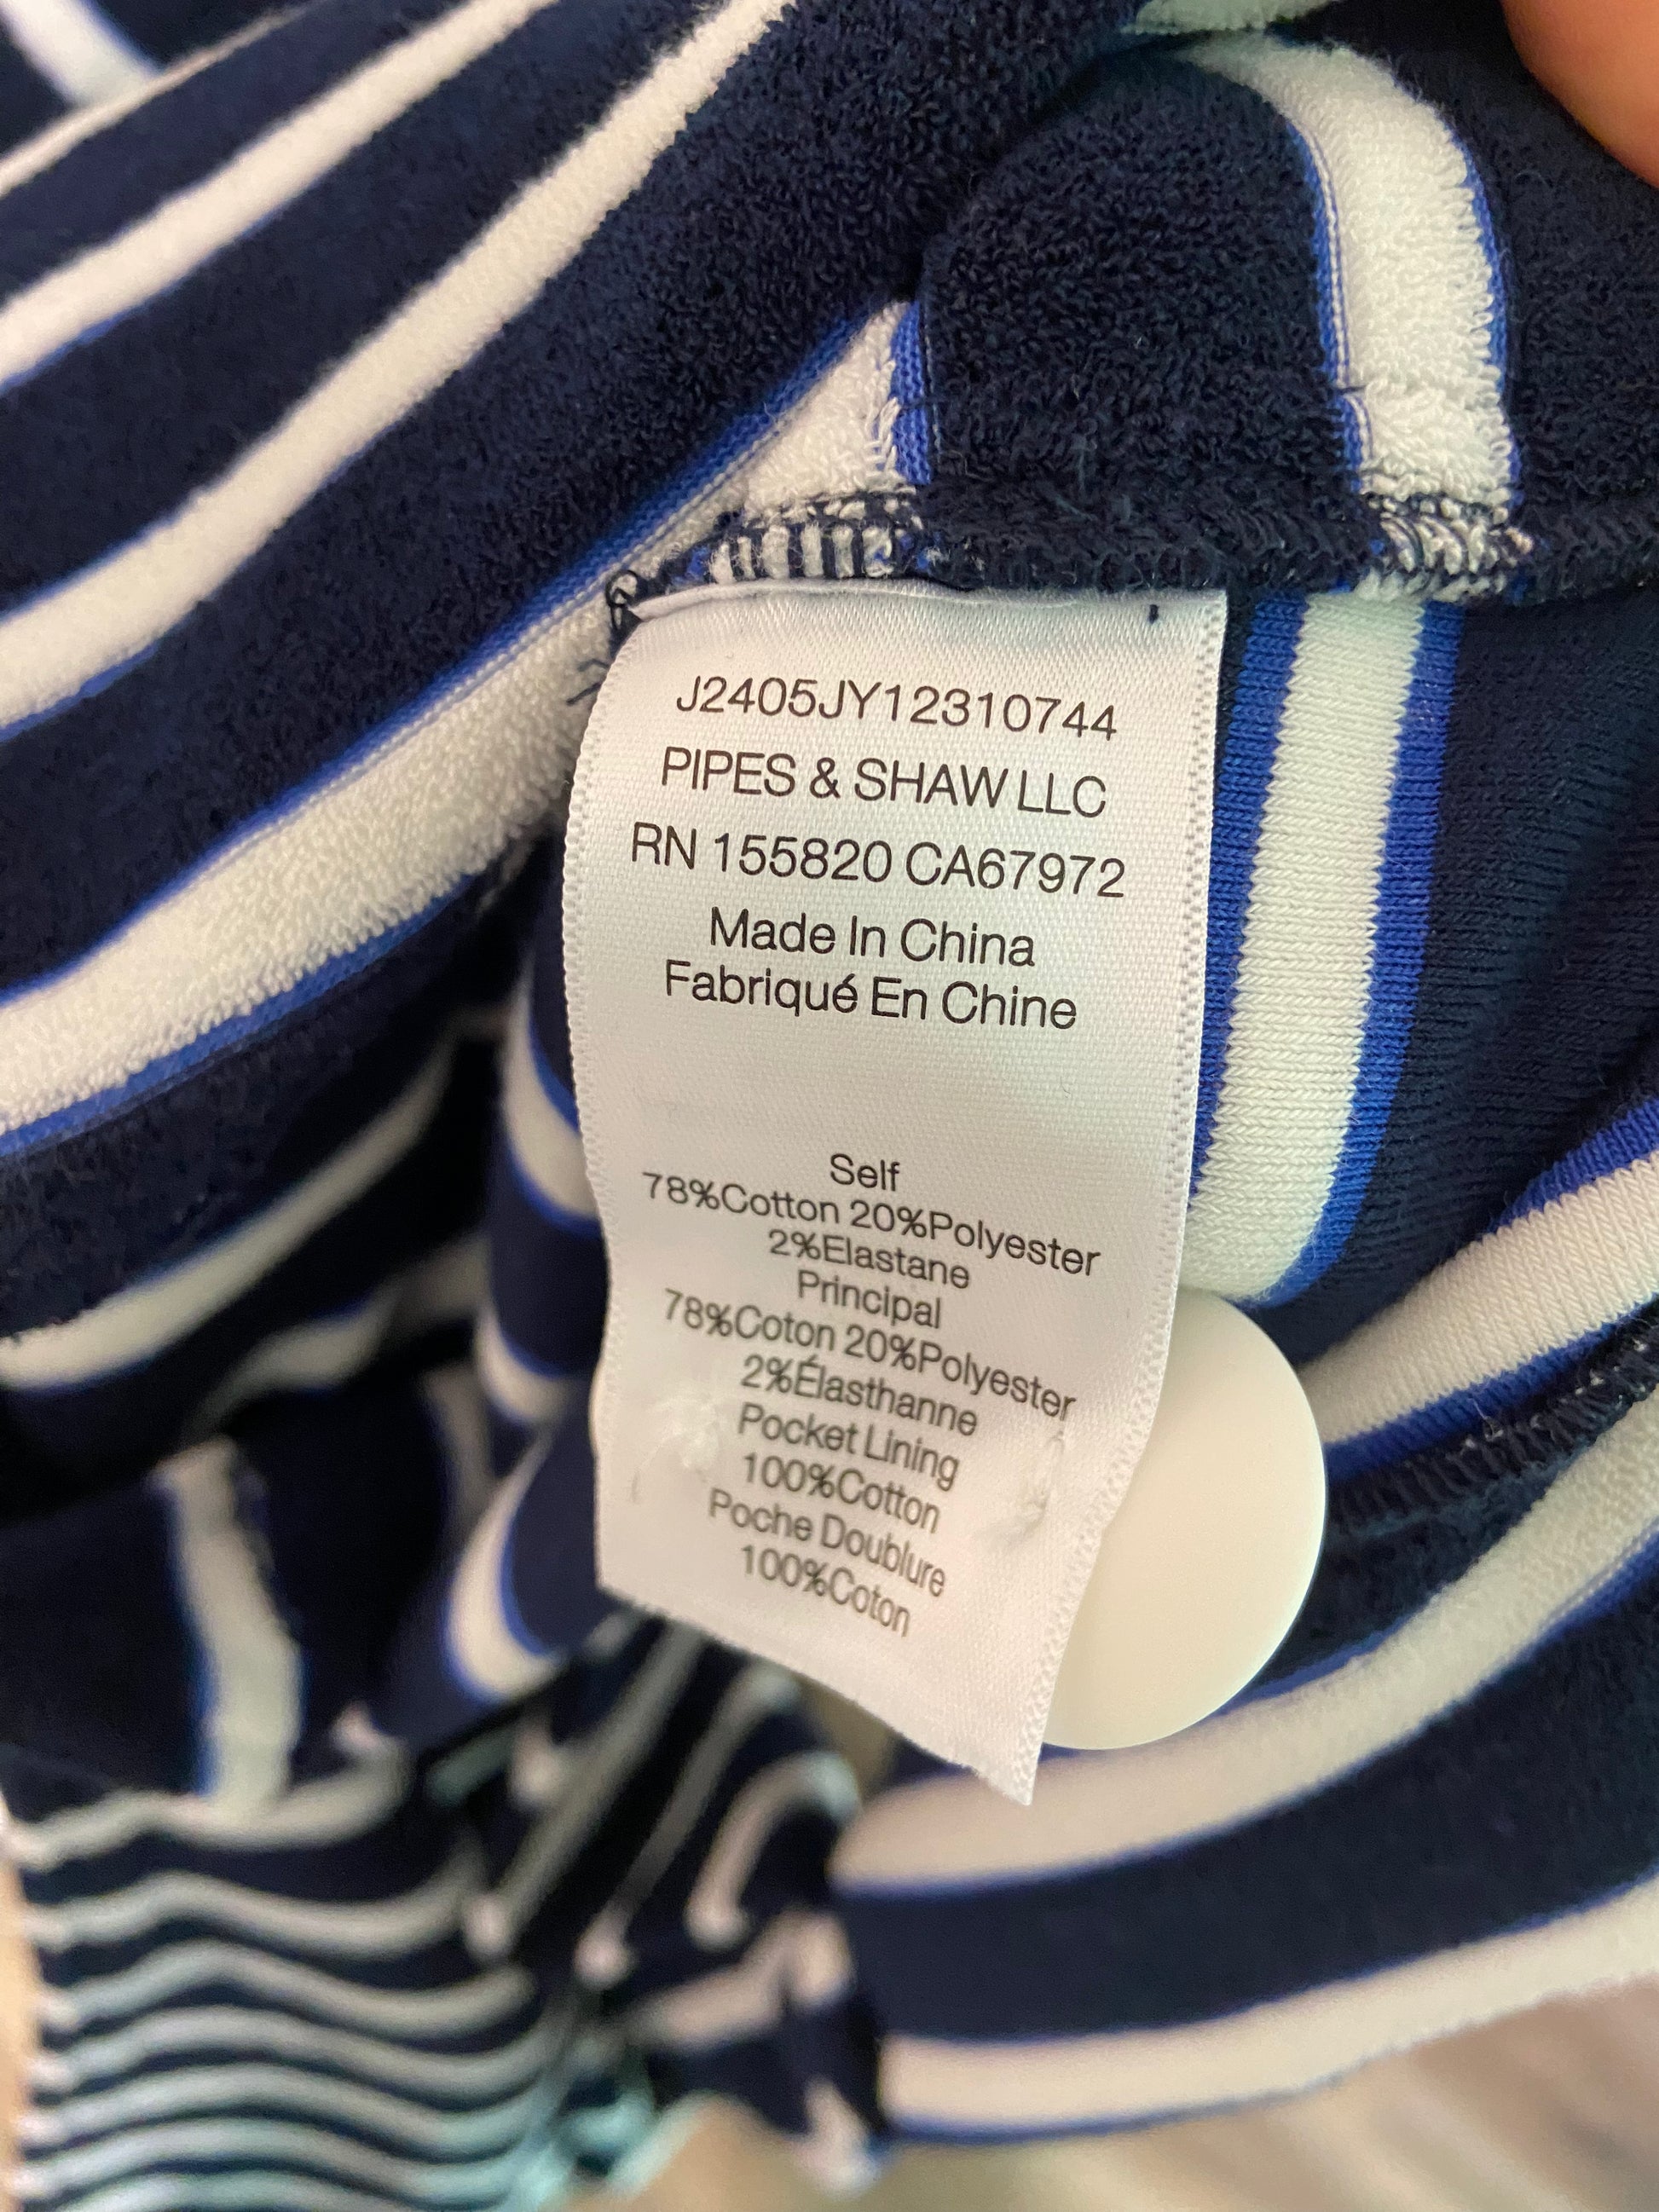 J2405JY12310744
PIPES & SHAW LLC
RN 155820 CA67972
Made In China
Fabriqué En Chine
Self
78%Cotton 20%Polyester
2%Elastane
Principal
78%Coton 20%Polyester
2%Élasthanne
Pocket Lining
100%Cotton
Poche Doublure
100%Coton